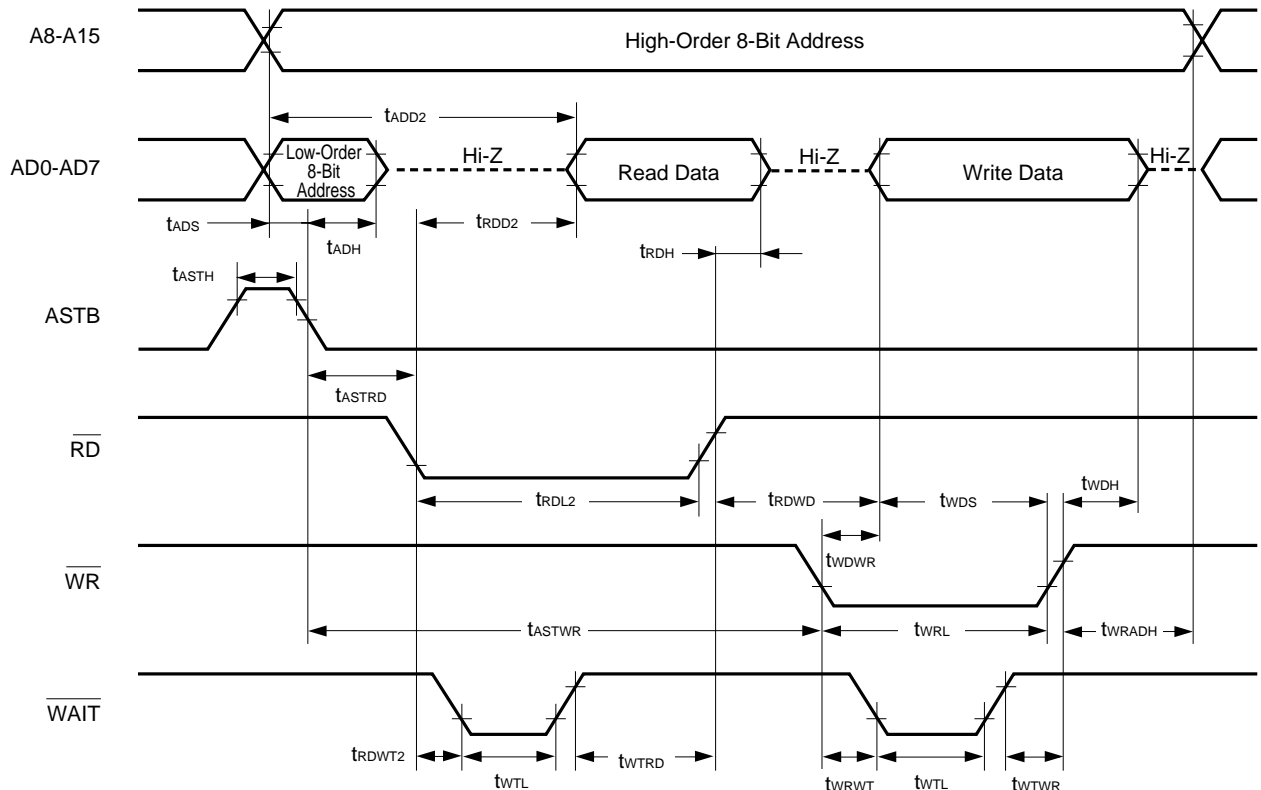 A8-A15
High-Order 8-Bit Address
tADD2
AD0-AD7
Low-Order
8-Bit
Address
Hi-Z
Read Data
Hi-Z
Write Data
Hi-Z
tADS
tADH
tRDD2
tRDH
tASTH
ASTB
tASTRD
RD
tRDL2
tRDWD
tWDS
tWDH
tWDWR
WR
tASTWR
tWRL
tWRADH
WAIT
tRDWT2
tWTL
tWTRD
tWRWT
tWTL
tWTWR